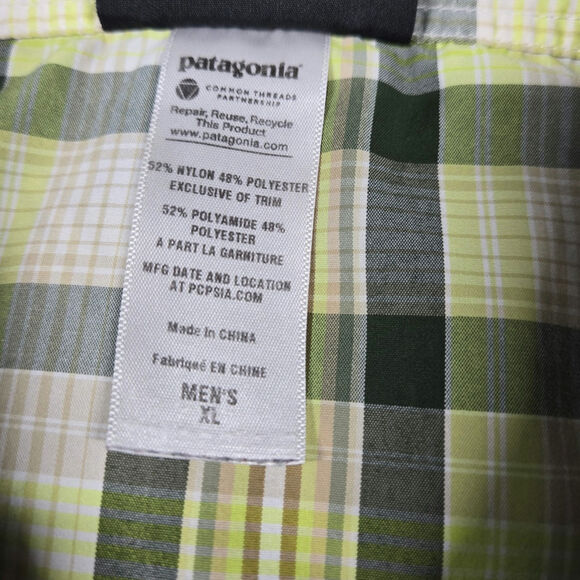 patagonia
COMMON THREADS
PARTNERSHIP
Repair, Reuse, Recycle
This Product
www.patagonia.com
52% NYLON 48% POLYESTER
EXCLUSIVE OF TRIM
52% POLYAMIDE 48%
POLYESTER
A PART LA GARNITURE
MFG DATE AND LOCATION
AT PCPSIA.COM
Made in CHINA
Fabriqué EN CHINE
MEN'S
XL